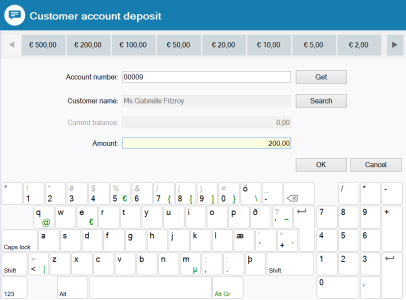 Customer account deposit
€ 500,00 € 200,00 € 100,00 € 50,00 € 20,00 € 10,00 € 5,00 € 2,00
Account number: 00009 Get
Customer name: Ms Gabrielle Fitzroy Search
Current balance: 0,00
Amount: 200,00
OK Cancel
° ! 1 " 2 # 3 $ 4 % 5 € & 6 / 7 { ( 8 [ ) 9 ] = 0 } ö \ _ - / * -
q @ w e € r t y u i o p ð ? ' ~ 7 8 9 +
Caps lock a s d f g h j k l æ ' * + 4 5 6
Shift > < | z x c v b n m µ ; , : . þ Shift 1 2 3
123 Alt Alt Gr 0 ,